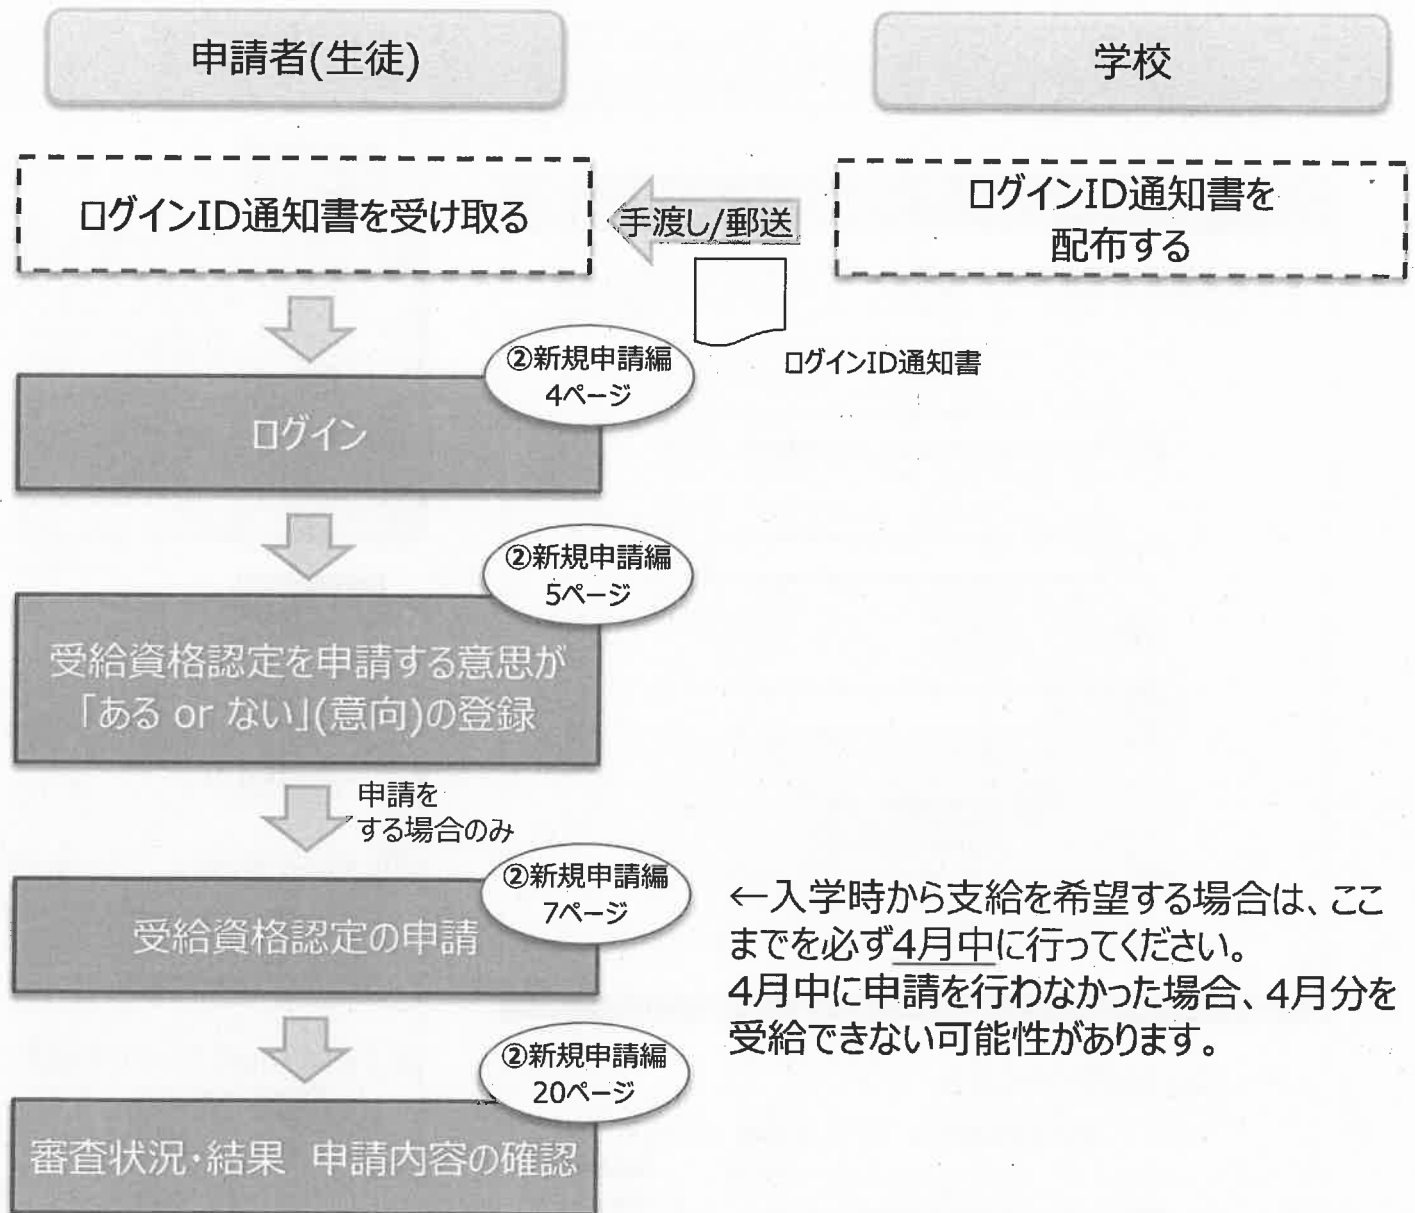 申請者(生徒)
学校
ログインID通知書を受け取る
手渡し/郵送
ログインID通知書を
配布する
ログインID通知書
②新規申請編
4ページ
ログイン
②新規申請編
5ページ
受給資格認定を申請する意思が
「ある or ない」(意向)の登録
申請を
する場合のみ
②新規申請編
7ページ
受給資格認定の申請
←入学時から支給を希望する場合は、ここ
までを必ず4月中に行ってください。
4月中に申請を行わなかった場合、4月分を
受給できない可能性があります。
②新規申請編
20ページ
審査状況・結果 申請内容の確認